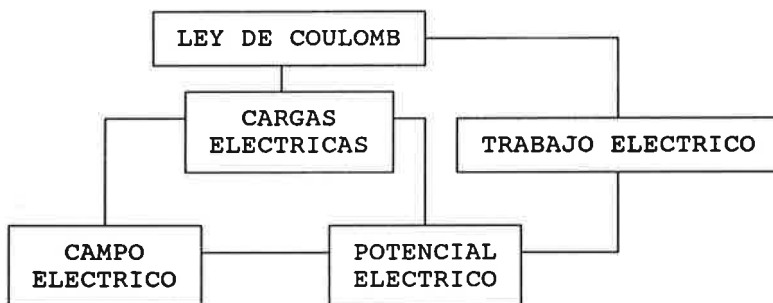 LEY DE COULOMB
CARGAS
ELECTRICAS
TRABAJO ELECTRICO
CAMPO
ELECTRICO
POTENCIAL
ELECTRICO